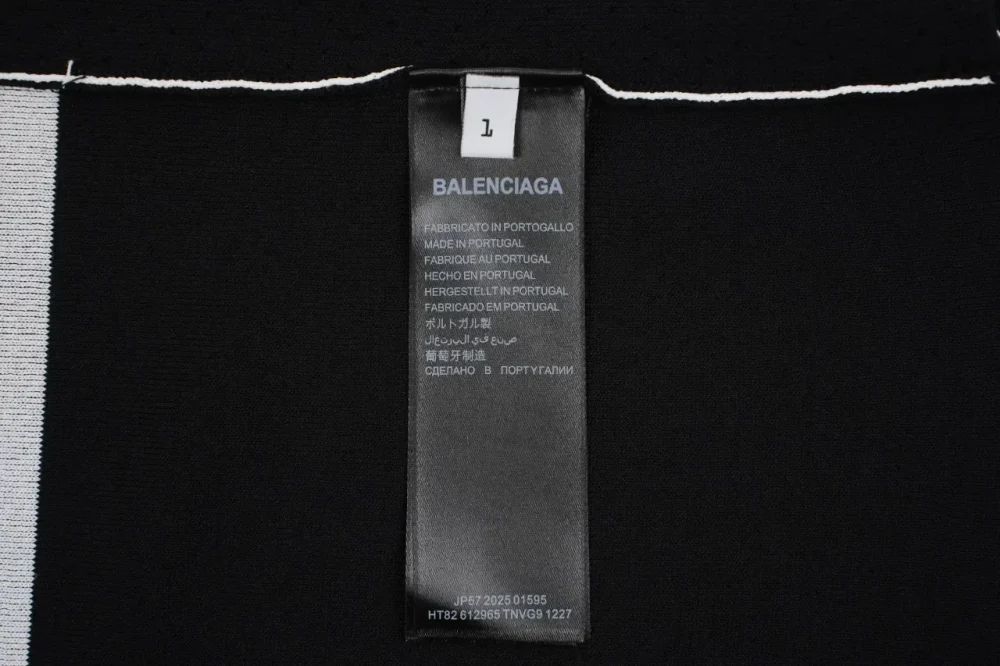 1
BALENCIAGA
FABBRICATO IN PORTOGALLO
MADE IN PORTUGAL
FABRIQUE AU PORTUGAL
HECHO EN PORTUGAL
HERGESTELLT IN PORTUGAL
FABRICADO EM PORTUGAL
ポルトガル製
صنع في البرتغال
葡萄牙制造
СДЕЛАНО В ПОРТУГАЛИИ
JP57 2025 01595
HT82 612965 TNVG9 1227